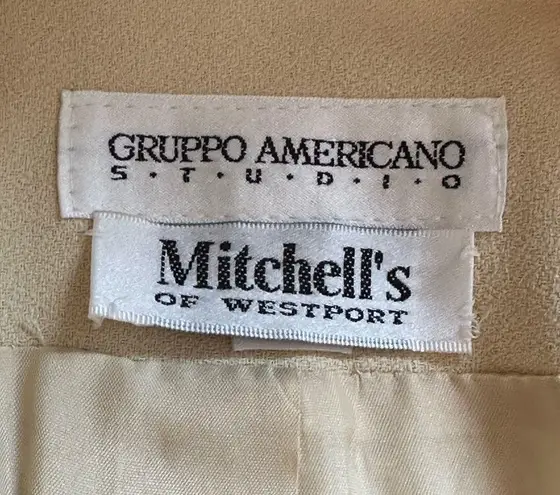 GRUPPO AMERICANO
S·T·U·D·I·O
Mitchell's
OF WESTPORT